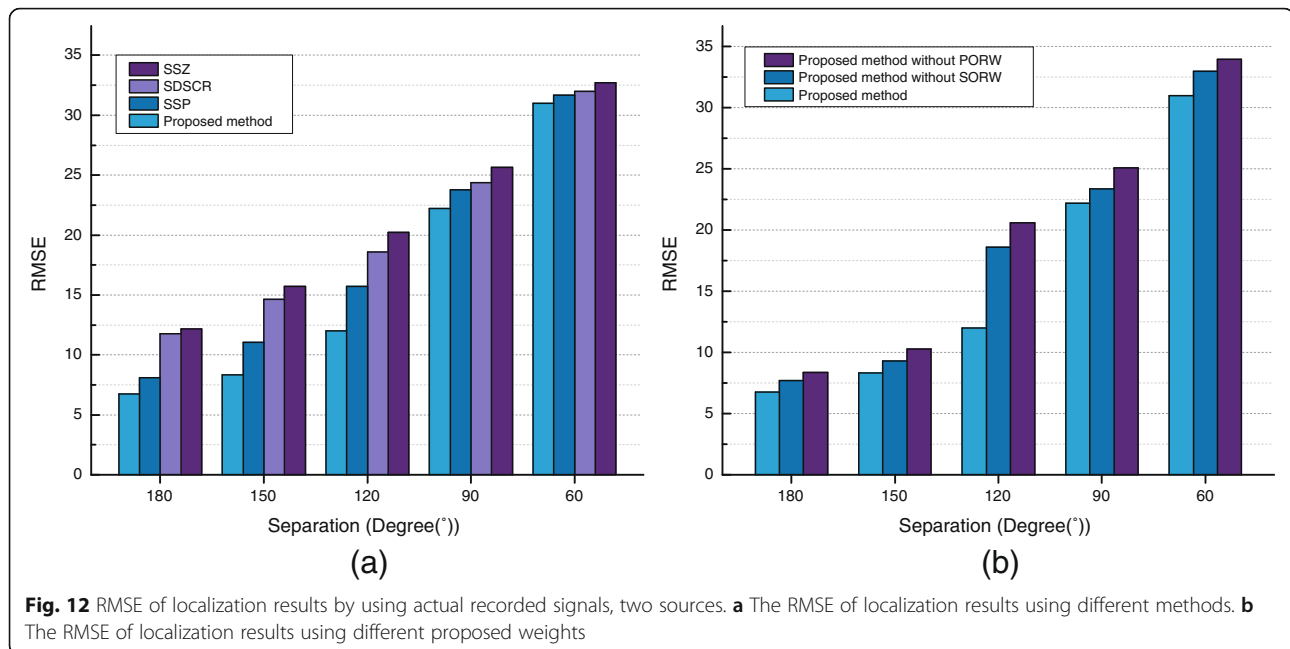 35
30
25
20
15
10
5
0
RMSE
SSZ
SDSCR
SSP
Proposed method
180 150 120 90 60
Separation (Degree(°))
(a)
35
30
25
20
15
10
5
0
RMSE
Proposed method without PORW
Proposed method without SORW
Proposed method
180 150 120 90 60
Separation (Degree(°))
(b)
Fig. 12 RMSE of localization results by using actual recorded signals, two sources. a The RMSE of localization results using different methods. b
The RMSE of localization results using different proposed weights